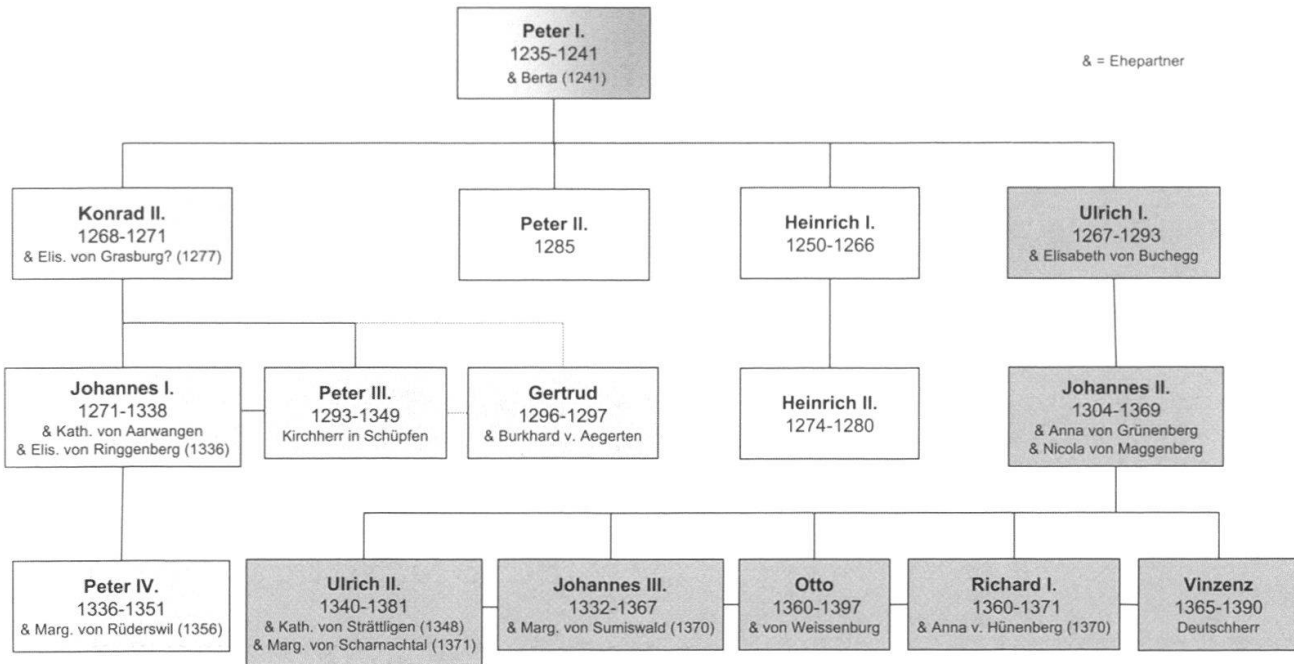 Peter I.
1235-1241
& Berta (1241)
& = Ehepartner
Konrad II.
1268-1271
& Elis. von Grasburg? (1277)
Peter II.
1285
Heinrich I.
1250-1266
Ulrich I.
1267-1293
& Elisabeth von Buchegg
Johannes I.
1271-1338
& Kath. von Aarwangen
& Elis. von Ringgenberg (1336)
Peter III.
1293-1349
Kirchherr in Schüpfen
Gertrud
1296-1297
& Burkhard v. Aegerten
Heinrich II.
1274-1280
Johannes II.
1304-1369
& Anna von Grünenberg
& Nicola von Maggenberg
Peter IV.
1336-1351
& Marg. von Rüderswil (1356)
Ulrich II.
1340-1381
& Kath. von Strättligen (1348)
& Marg. von Scharnachtal (1371)
Johannes III.
1332-1367
& Marg. von Sumiswald (1370)
Otto
1360-1397
& von Weissenburg
Richard I.
1360-1371
& Anna v. Hünenberg (1370)
Vinzenz
1365-1390
Deutschherr